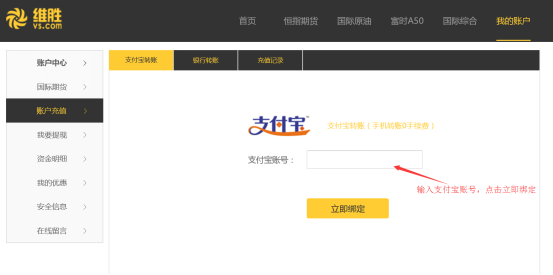 维胜
vs.com
首页 恒指期货 国际原油 富时A50 国际综合 我的账户
账户中心
国际期货
账户充值
我要提现
资金明细
我的优惠
安全信息
在线留言
支付宝转账 银行转账 充值记录
支付宝 支付宝转账（手机转账0手续费）
支付宝账号：
输入支付宝账号，点击立即绑定
立即绑定